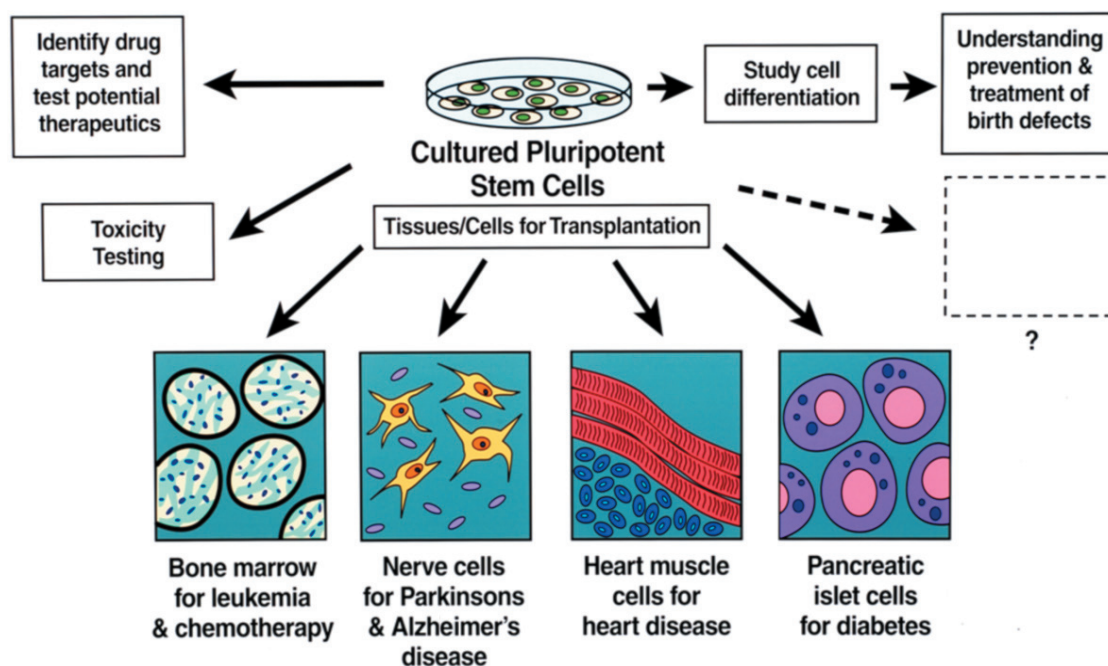 Identify drug
targets and
test potential
therapeutics
Cultured Pluripotent
Stem Cells
Study cell
differentiation
Understanding
prevention &
treatment of
birth defects
Toxicity
Testing
Tissues/Cells for Transplantation
?
Bone marrow
for leukemia
& chemotherapy
Nerve cells
for Parkinsons
& Alzheimer's
disease
Heart muscle
cells for
heart disease
Pancreatic
islet cells
for diabetes